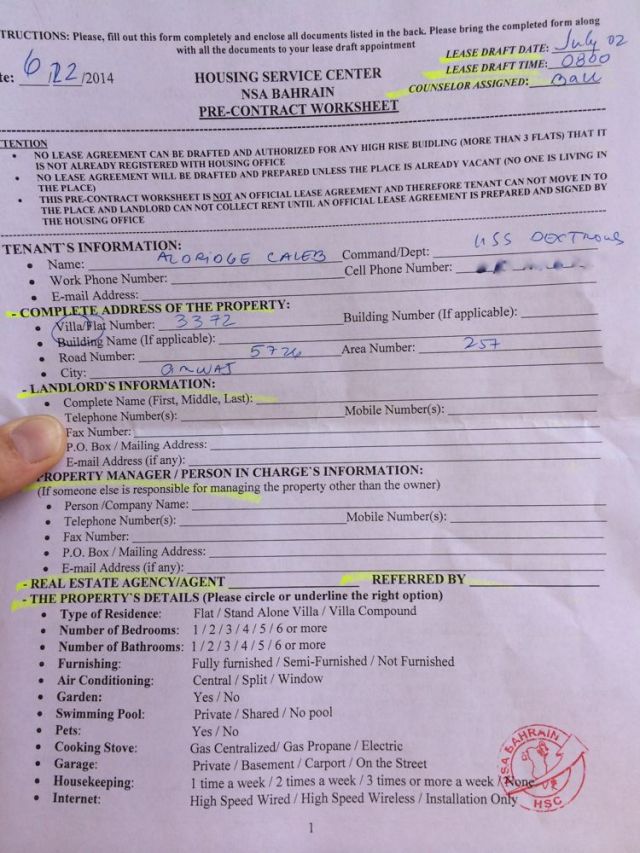 TRUCTIONS: Please, fill out this form completely and enclose all documents listed in the back. Please bring the completed form along
with all the documents to your lease draft appointment
LEASE DRAFT DATE: July 02
te: 6/22/2014
HOUSING SERVICE CENTER
LEASE DRAFT TIME: 0800
NSA BAHRAIN
COUNSELOR ASSIGNED:
PRE-CONTRACT WORKSHEET
TENTION
• NO LEASE AGREEMENT CAN BE DRAFTED AND AUTHORIZED FOR ANY HIGH RISE BUIDLING (MORE THAN 3 FLATS) THAT IT
IS NOT ALREADY REGISTERED WITH HOUSING OFFICE
• NO LEASE AGREEMENT WILL BE DRAFTED AND PREPARED UNLESS THE PLACE IS ALREADY VACANT (NO ONE IS LIVING IN
THE PLACE)
• THIS PRE-CONTRACT WORKSHEET IS NOT AN OFFICIAL LEASE AGREEMENT AND THEREFORE TENANT CAN NOT MOVE IN TO
THE PLACE AND LANDLORD CAN NOT COLLECT RENT UNTIL AN OFFICIAL LEASE AGREEMENT IS PREPARED AND SIGNED BY
THE HOUSING OFFICE
TENANT`S INFORMATION:
• Name: ALDRIDGE CALEB Command/Dept: USS DEXTROUS
• Work Phone Number: Cell Phone Number:
• E-mail Address:
- COMPLETE ADDRESS OF THE PROPERTY:
• Villa/Flat Number: 3372 Building Number (If applicable):
• Building Name (If applicable):
• Road Number: 5726 Area Number: 257
• City: amwaj
- LANDLORD`S INFORMATION:
• Complete Name (First, Middle, Last):
Telephone Number(s): Mobile Number(s):
Fax Number:
P.O. Box / Mailing Address:
E-mail Address (if any):
PROPERTY MANAGER / PERSON IN CHARGE`S INFORMATION:
(If someone else is responsible for managing the property other than the owner)
• Person /Company Name:
• Telephone Number(s): Mobile Number(s):
• Fax Number:
• P.O. Box / Mailing Address:
• E-mail Address (if any):
- REAL ESTATE AGENCY/AGENT REFERRED BY
- THE PROPERTY`S DETAILS (Please circle or underline the right option)
• Type of Residence: Flat / Stand Alone Villa / Villa Compound
• Number of Bedrooms: 1 / 2 / 3 / 4 / 5 / 6 or more
• Number of Bathrooms: 1 / 2 / 3 / 4 / 5 / 6 or more
• Furnishing: Fully furnished / Semi-Furnished / Not Furnished
• Air Conditioning: Central / Split / Window
• Garden: Yes / No
• Swimming Pool: Private / Shared / No pool
• Pets: Yes / No
• Cooking Stove: Gas Centralized/ Gas Propane / Electric
• Garage: Private / Basement / Carport / On the Street
• Housekeeping: 1 time a week / 2 times a week / 3 times or more a week / None
• Internet: High Speed Wired / High Speed Wireless / Installation Only
NSA BAHRAIN
HSC
1